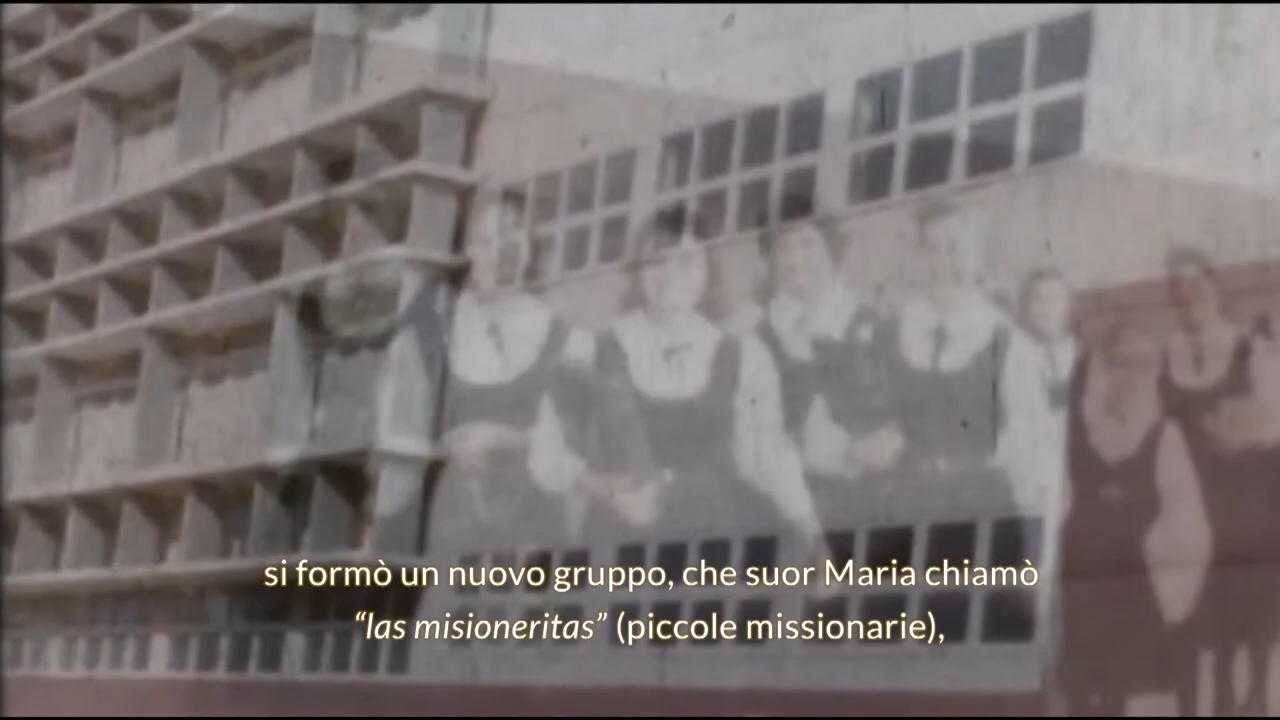 si formò un nuovo gruppo, che suor Maria chiamò
“las misioneritas” (piccole missionarie),